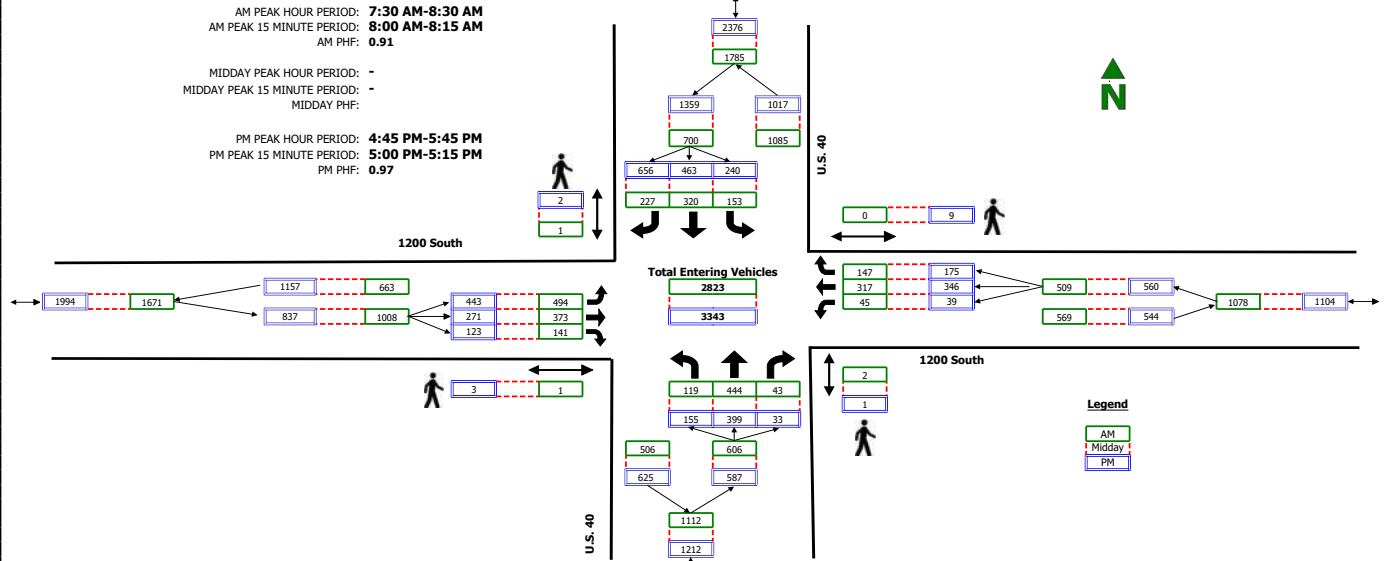 AM PEAK HOUR PERIOD: 7:30 AM-8:30 AM
AM PEAK 15 MINUTE PERIOD: 8:00 AM-8:15 AM
AM PHF: 0.91
MIDDAY PEAK HOUR PERIOD: -
MIDDAY PEAK 15 MINUTE PERIOD: -
MIDDAY PHF:
PM PEAK HOUR PERIOD: 4:45 PM-5:45 PM
PM PEAK 15 MINUTE PERIOD: 5:00 PM-5:15 PM
PM PHF: 0.97
2376
1785
1359 1017
700 1085
656 463 240
227 320 153
U.S. 40
N
2
1
1200 South
0 9
Total Entering Vehicles
2823
3343
1994 1671
1157 663
837 1008
443 494
271 373
123 141
147 175
317 346
45 39
509 560
569 544
1078 1104
1200 South
3 1
119 444 43
155 399 33
506 606
625 587
1112
1212
U.S. 40
2
1
Legend
AM
Midday
PM